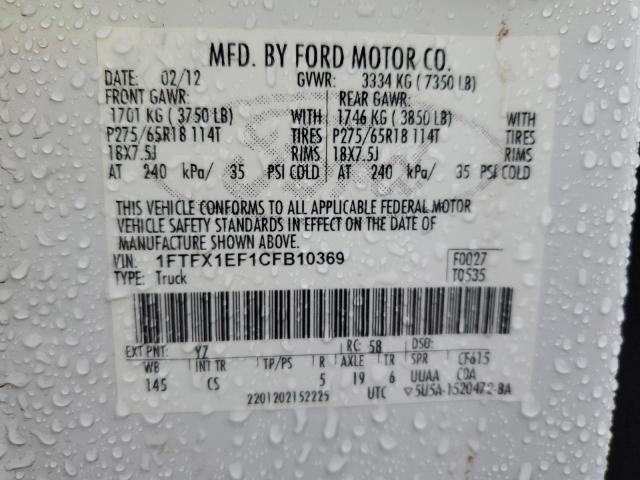 MFD. BY FORD MOTOR CO.
DATE: 02/12 GVWR: 3334 KG ( 7350 LB)
FRONT GAWR: REAR GAWR:
1701 KG ( 3750 LB) WITH 1746 KG ( 3850 LB) WITH
P275/65R18 114T TIRES P275/65R18 114T TIRES
18X7.5J RIMS 18X7.5J RIMS
AT 240 kPa/ 35 PSI COLD AT 240 kPa/ 35 PSI COLD
THIS VEHICLE CONFORMS TO ALL APPLICABLE FEDERAL MOTOR
VEHICLE SAFETY STANDARDS IN EFFECT ON THE DATE OF
MANUFACTURE SHOWN ABOVE.
VIN: 1FTFX1EF1CFB10369 F0027
TYPE: Truck T0535
EXT PNT: YZ RC: 58 DSO:
WB INT TR TP/PS R AXLE TR SPR CF615
145 CS 5 19 6 UUAA CDA
2201202152225 UTC ▽5U5A-1520472-BA